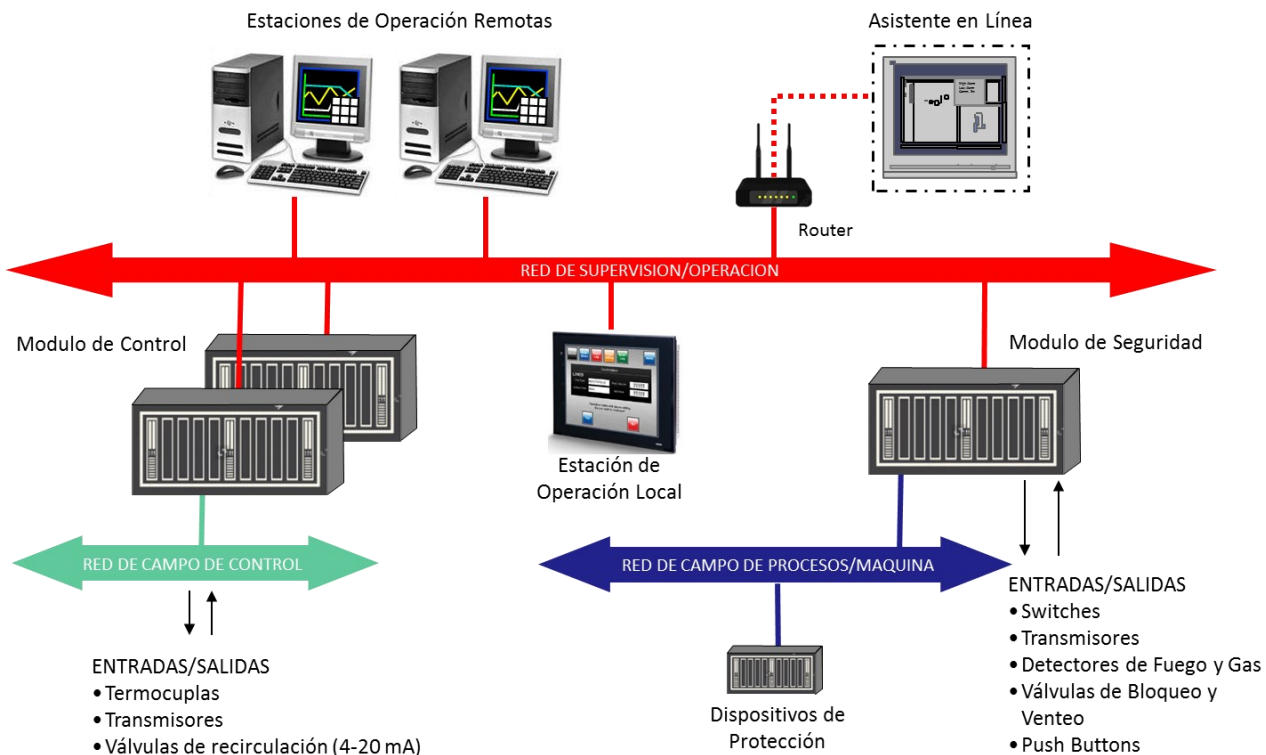 Estaciones de Operación Remotas
Asistente en Línea
Router
RED DE SUPERVISION/OPERACION
Modulo de Control
Modulo de Seguridad
Estación de
Operación Local
RED DE CAMPO DE CONTROL
RED DE CAMPO DE PROCESOS/MAQUINA
ENTRADAS/SALIDAS
• Termocuplas
• Transmisores
• Válvulas de recirculación (4-20 mA)
Dispositivos de
Protección
ENTRADAS/SALIDAS
• Switches
• Transmisores
• Detectores de Fuego y Gas
• Válvulas de Bloqueo y
Venteo
• Push Buttons